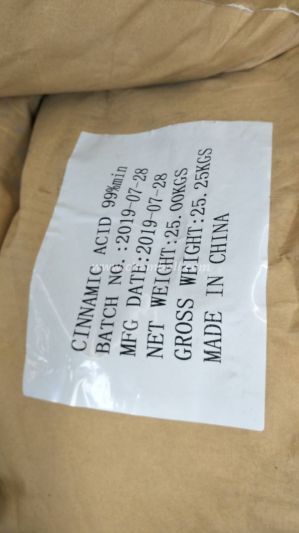 CINNAMIC ACID 99%min
BATCH NO.:2019-07-28
MFG DATE:2019-07-28
NET WEIGHT:25.00KGS
GROSS WEIGHT:25.25KGS
MADE IN CHINA